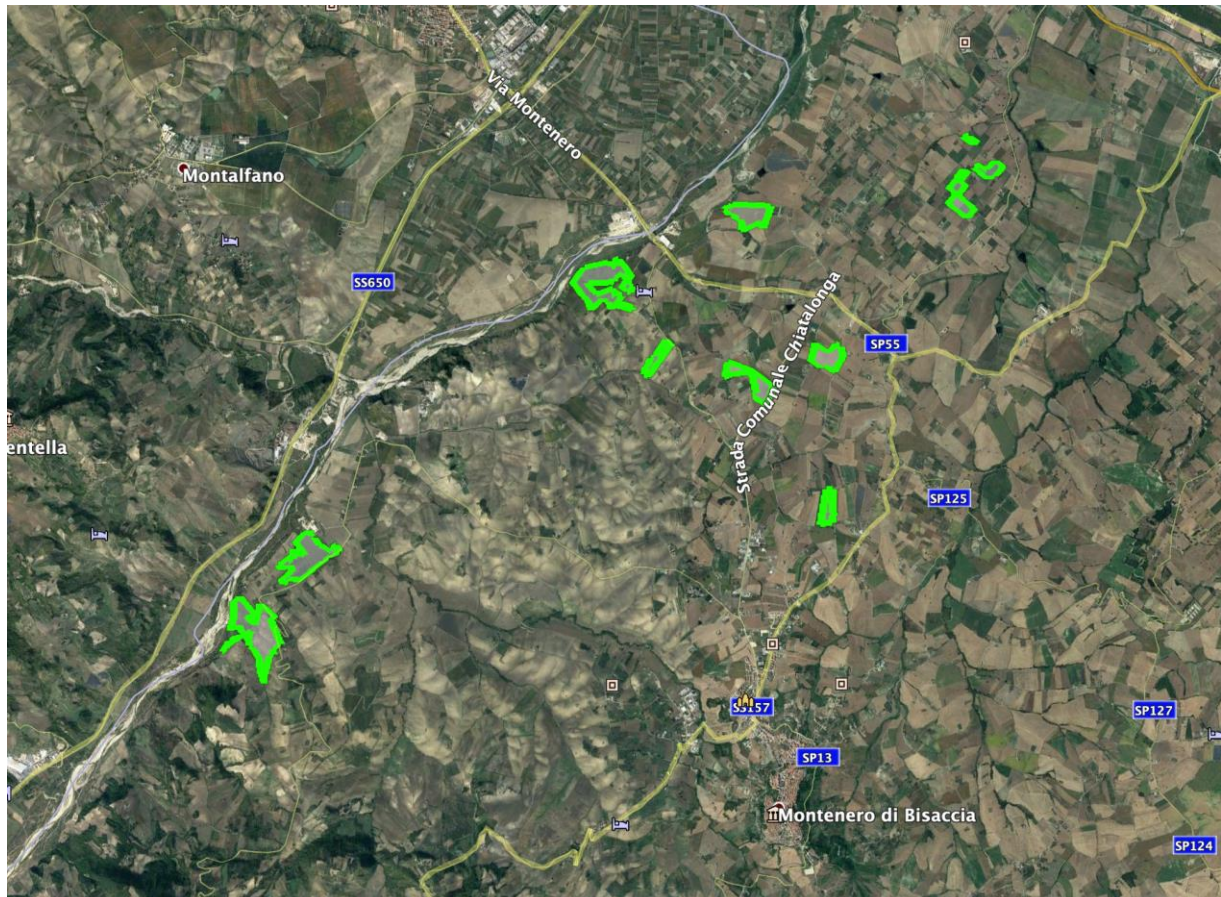 Via Montenero
Montalfano
SS650
Strada Comunale Chiatalonga
SP55
entella
SP125
SS157
SP127
SP13
Montenero di Bisaccia
SP124